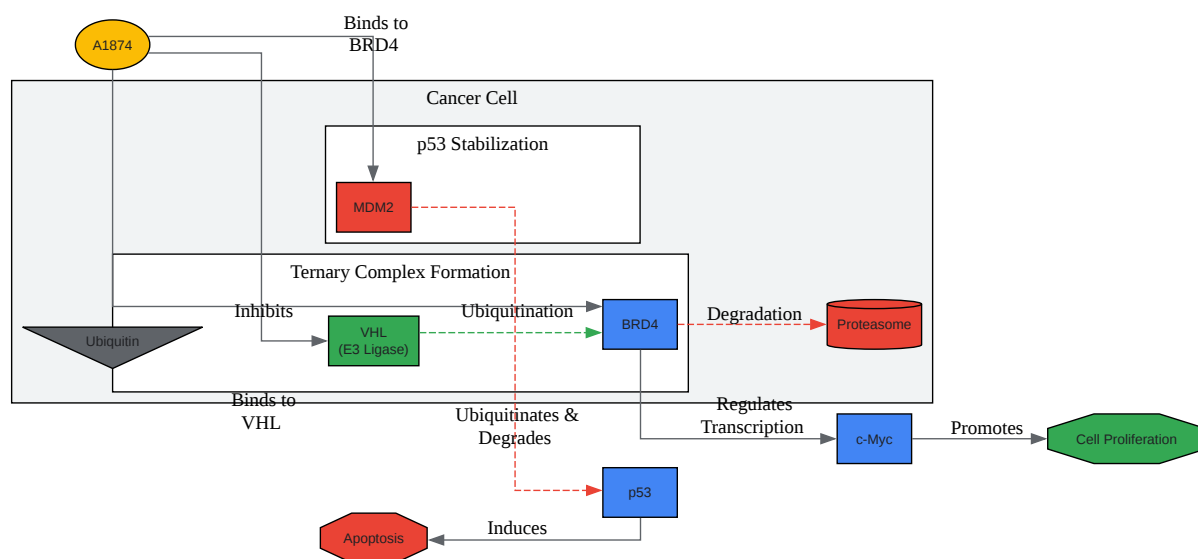 Binds to
BRD4
A1874
Cancer Cell
p53 Stabilization
MDM2
Ternary Complex Formation
Inhibits
Ubiquitination
BRD4
Degradation
Proteasome
Ubiquitin
VHL
(E3 Ligase)
Binds to
VHL
Ubiquitinates &
Degrades
Regulates
Transcription
c-Myc
Promotes
Cell Proliferation
p53
Induces
Apoptosis